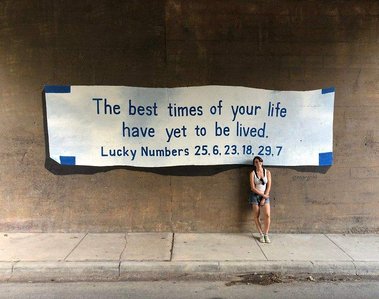 The best times of your life
have yet to be lived.
Lucky Numbers 25, 6, 23, 18, 29, 7